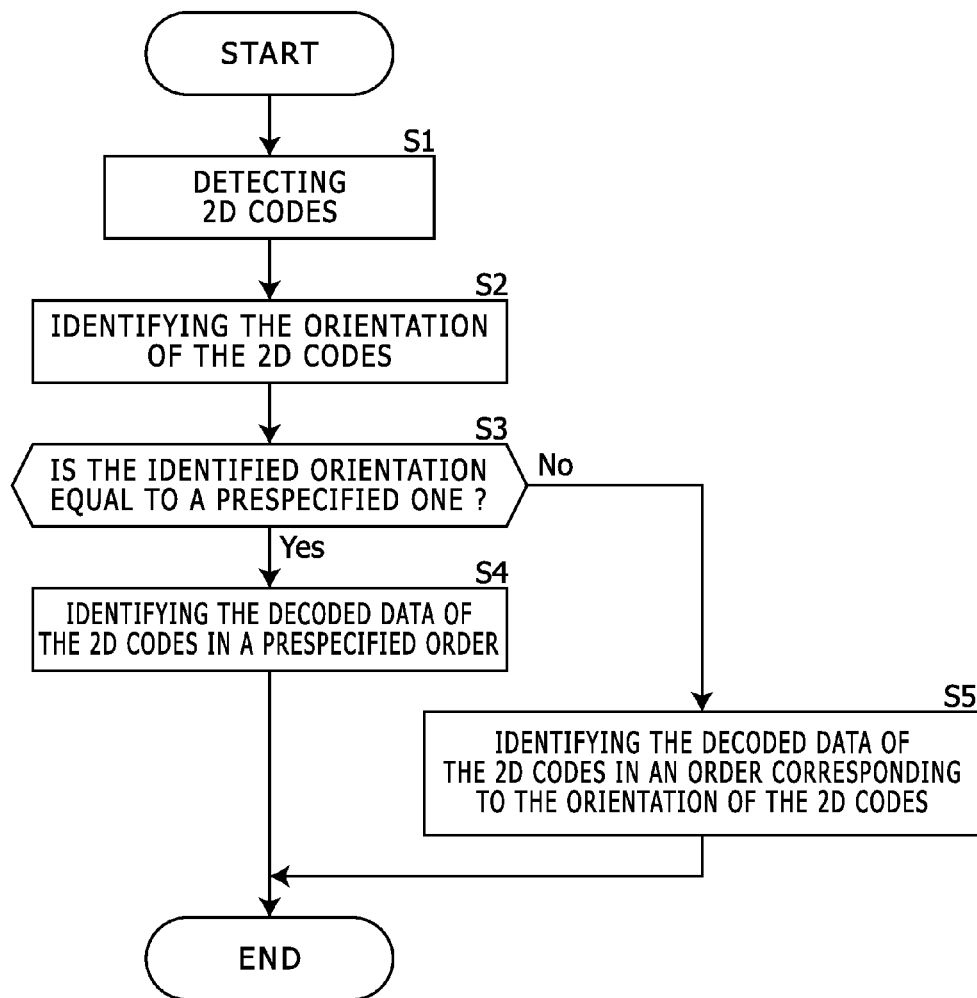 START
S1
DETECTING
2D CODES
S2
IDENTIFYING THE ORIENTATION
OF THE 2D CODES
S3
IS THE IDENTIFIED ORIENTATION
EQUAL TO A PRESPECIFIED ONE ?
No
Yes
S4
IDENTIFYING THE DECODED DATA OF
THE 2D CODES IN A PRESPECIFIED ORDER
S5
IDENTIFYING THE DECODED DATA OF
THE 2D CODES IN AN ORDER CORRESPONDING
TO THE ORIENTATION OF THE 2D CODES
END